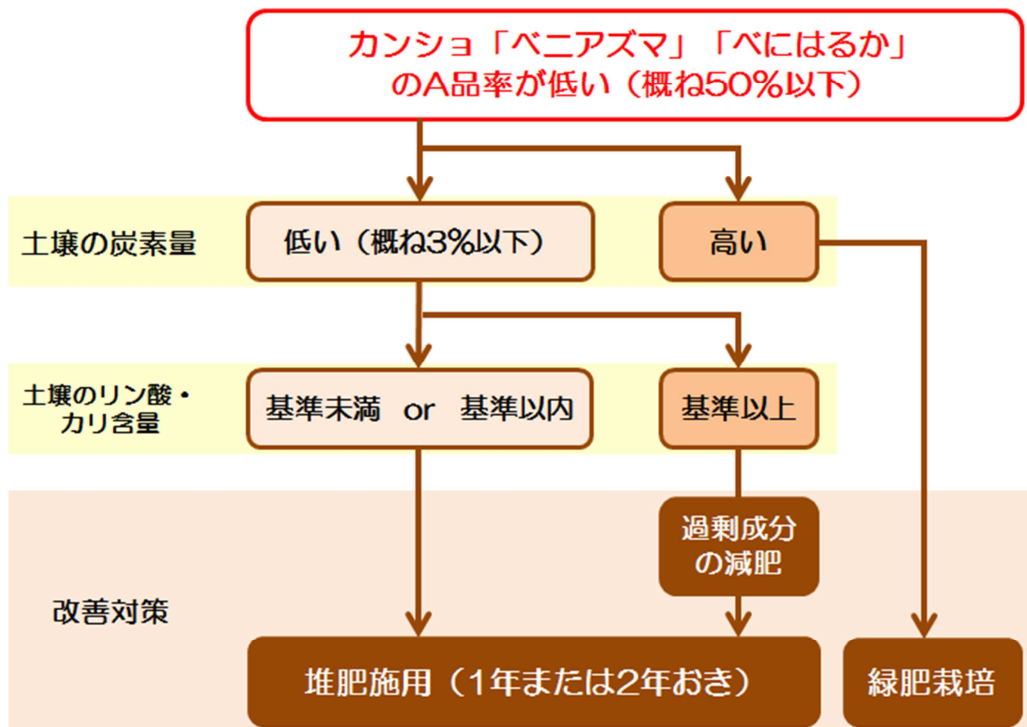 カンショ「ベニアズマ」「べにはるか」
のA品率が低い（概ね50%以下）
土壌の炭素量
低い（概ね3%以下）
高い
土壌のリン酸・
カリ含量
基準未満 or 基準以内
基準以上
過剰成分
の減肥
改善対策
堆肥施用（1年または2年おき）
緑肥栽培